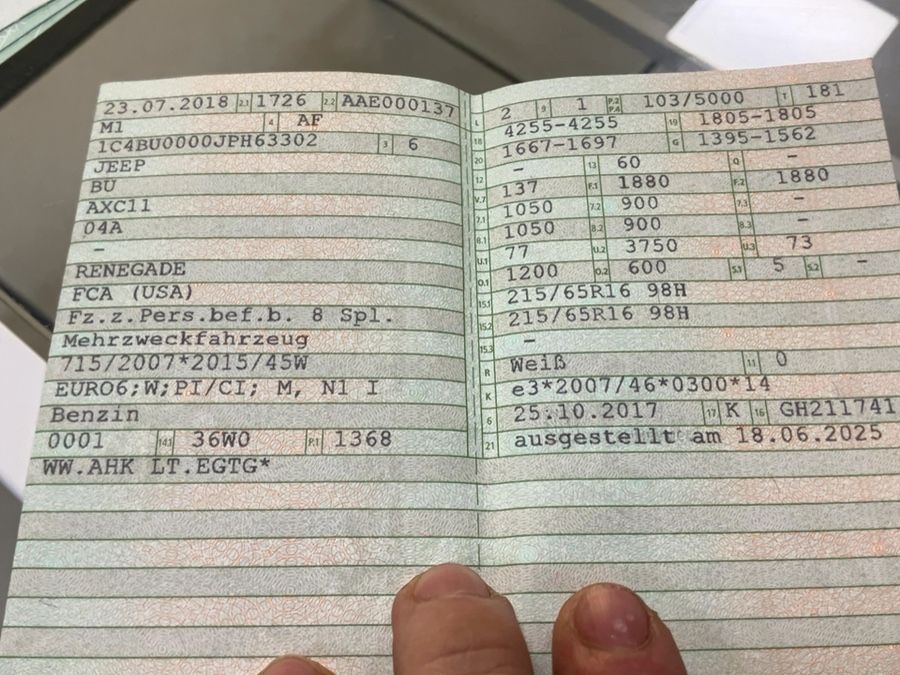 23.07.2018 2.1 1726 2.2 AAE000137
M1 4 AF
1C4BU0000JPH63302 3 6
JEEP
BU
AXC11
04A
–
RENEGADE
FCA (USA)
Fz.z.Pers.bef.b. 8 Spl.
Mehrzweckfahrzeug
715/2007*2015/45W
EURO6;W;PI/CI; M, N1 I
Benzin
0001 14.1 36W0 P.1 1368
WW.AHK LT.EGTG*
L 2 9 1 P.2 P.4 103/5000 T 181
18 4255-4255 19 1805-1805
20 1667-1697 G 1395-1562
12 – 13 60 Q –
V.7 137 F.1 1880 F.2 1880
7.1 1050 7.2 900 7.3 –
8.1 1050 8.2 900 8.3 –
U.1 77 U.2 3750 U.3 73
O.1 1200 O.2 600 S.1 5 S.2 –
15.1 215/65R16 98H
15.2 215/65R16 98H
15.3 –
R Weiß 11 0
K e3*2007/46*0300*14
6 25.10.2017 17 K 16 GH211741
21 ausgestellt am 18.06.2025